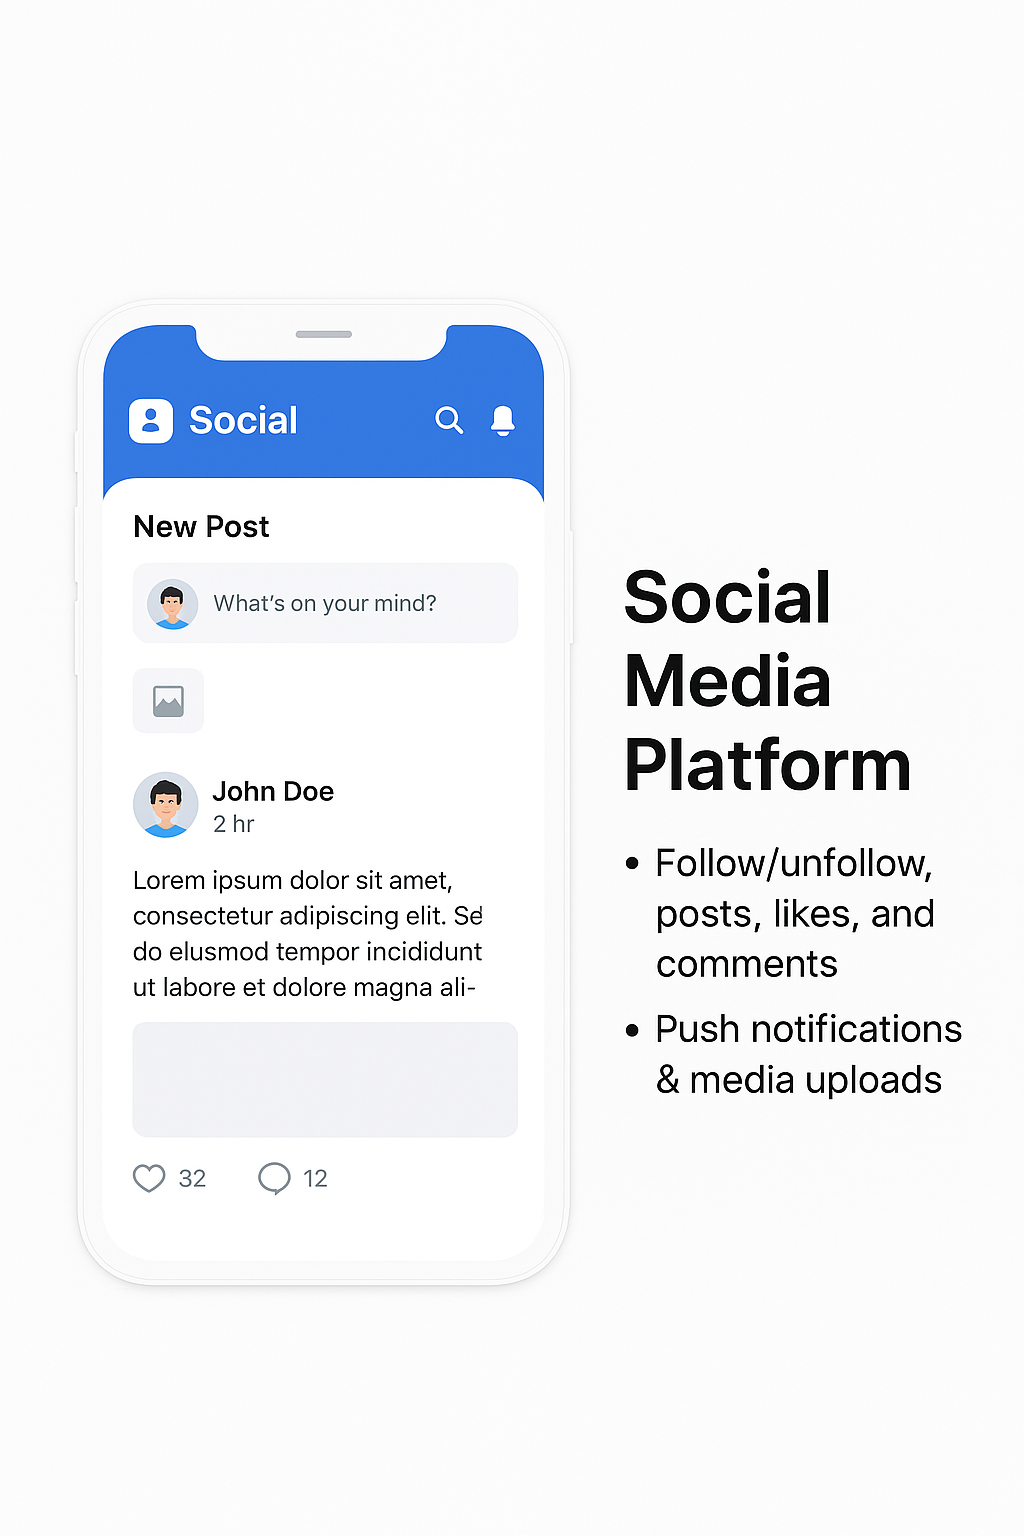 Social
New Post
What's on your mind?
John Doe
2 hr
Lorem ipsum dolor sit amet,
consectetur adipiscing elit. Sed
do elusmod tempor incididunt
ut labore et dolore magna ali-
32 12
Social
Media
Platform
• Follow/unfollow,
posts, likes, and
comments
• Push notifications
& media uploads